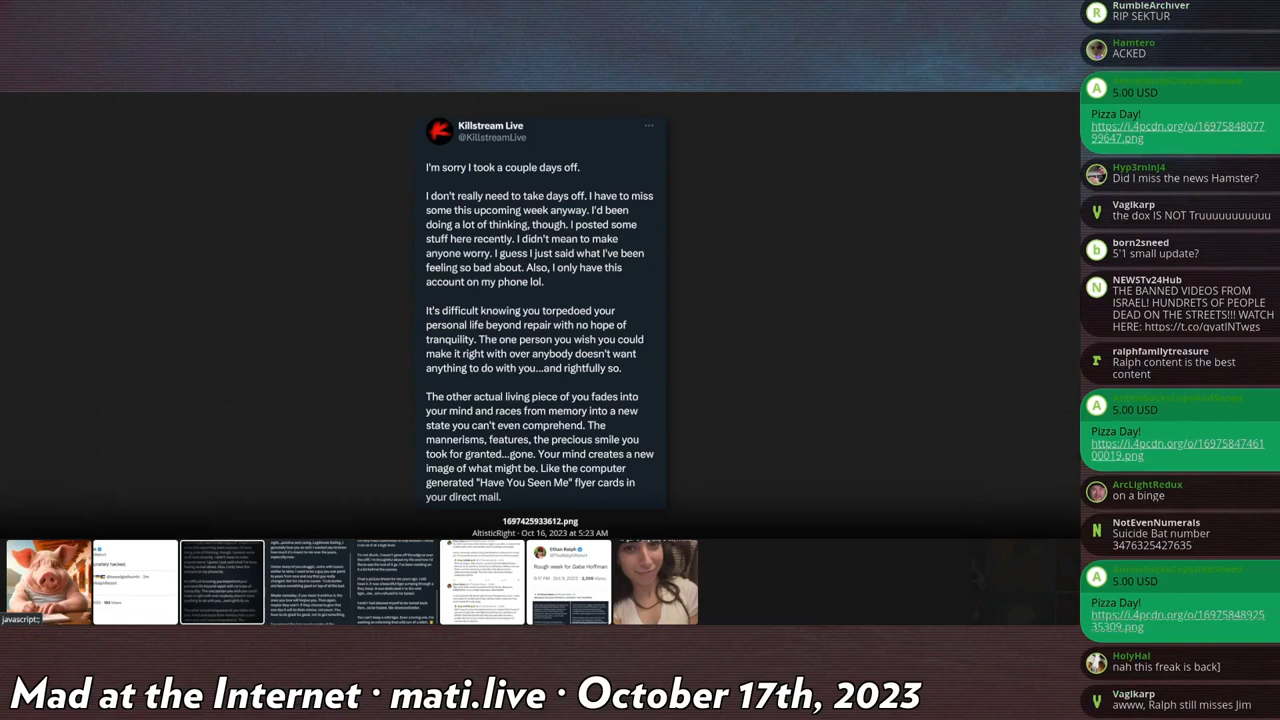 Killstream Live
@KillstreamLive
I'm sorry I took a couple days off.
I don't really need to take days off. I have to miss
some this upcoming week anyway. I'd been
doing a lot of thinking, though. I posted some
stuff here recently. I didn't mean to make
anyone worry. I guess I just said what I've been
feeling so bad about. Also, I only have this
account on my phone lol.
It's difficult knowing you torpedoed your
personal life beyond repair with no hope of
tranquility. The one person you wish you could
make it right with over anybody doesn't want
anything to do with you...and rightfully so.
The other actual living piece of you fades into
your mind and races from memory into a new
state you can't even comprehend. The
mannerisms, features, the precious smile you
took for granted...gone. Your mind creates a new
image of what might be. Like the computer
generated "Have You Seen Me" flyer cards in
your direct mail.
1697425933612.png
AltisticRight · Oct 16, 2023 at 5:23 AM
Ethan Ralph
Rough week for Gabe Hoffman
Mad at the Internet · mati.live · October 17th, 2023
RumbleArchiver
RIP SEKTUR
Hamtero
ACKED
5.00 USD
Pizza Day!
https://i.4pcdn.org/o/16975848077
99647.png
Hyp3rnInj4
Did I miss the news Hamster?
Vaglkarp
the dox IS NOT Truuuuuuuuuuu
born2sneed
5'1 small update?
NEWSTv24Hub
THE BANNED VIDEOS FROM
ISRAEL! HUNDRETS OF PEOPLE
DEAD ON THE STREETS!!! WATCH
HERE:
ralphfamilytreasure
Ralph content is the best
content
5.00 USD
Pizza Day!
https://i.4pcdn.org/o/16975847461
00019.png
ArcLightRedux
on a binge
NotEvenNumerals
Suicide Baiting Arc
5.00 USD
Pizza Day!
https://i.4pcdn.org/o/16975848925
35309.png
HolyHal
nah this freak is back]
Vaglkarp
awww, Ralph still misses Jim